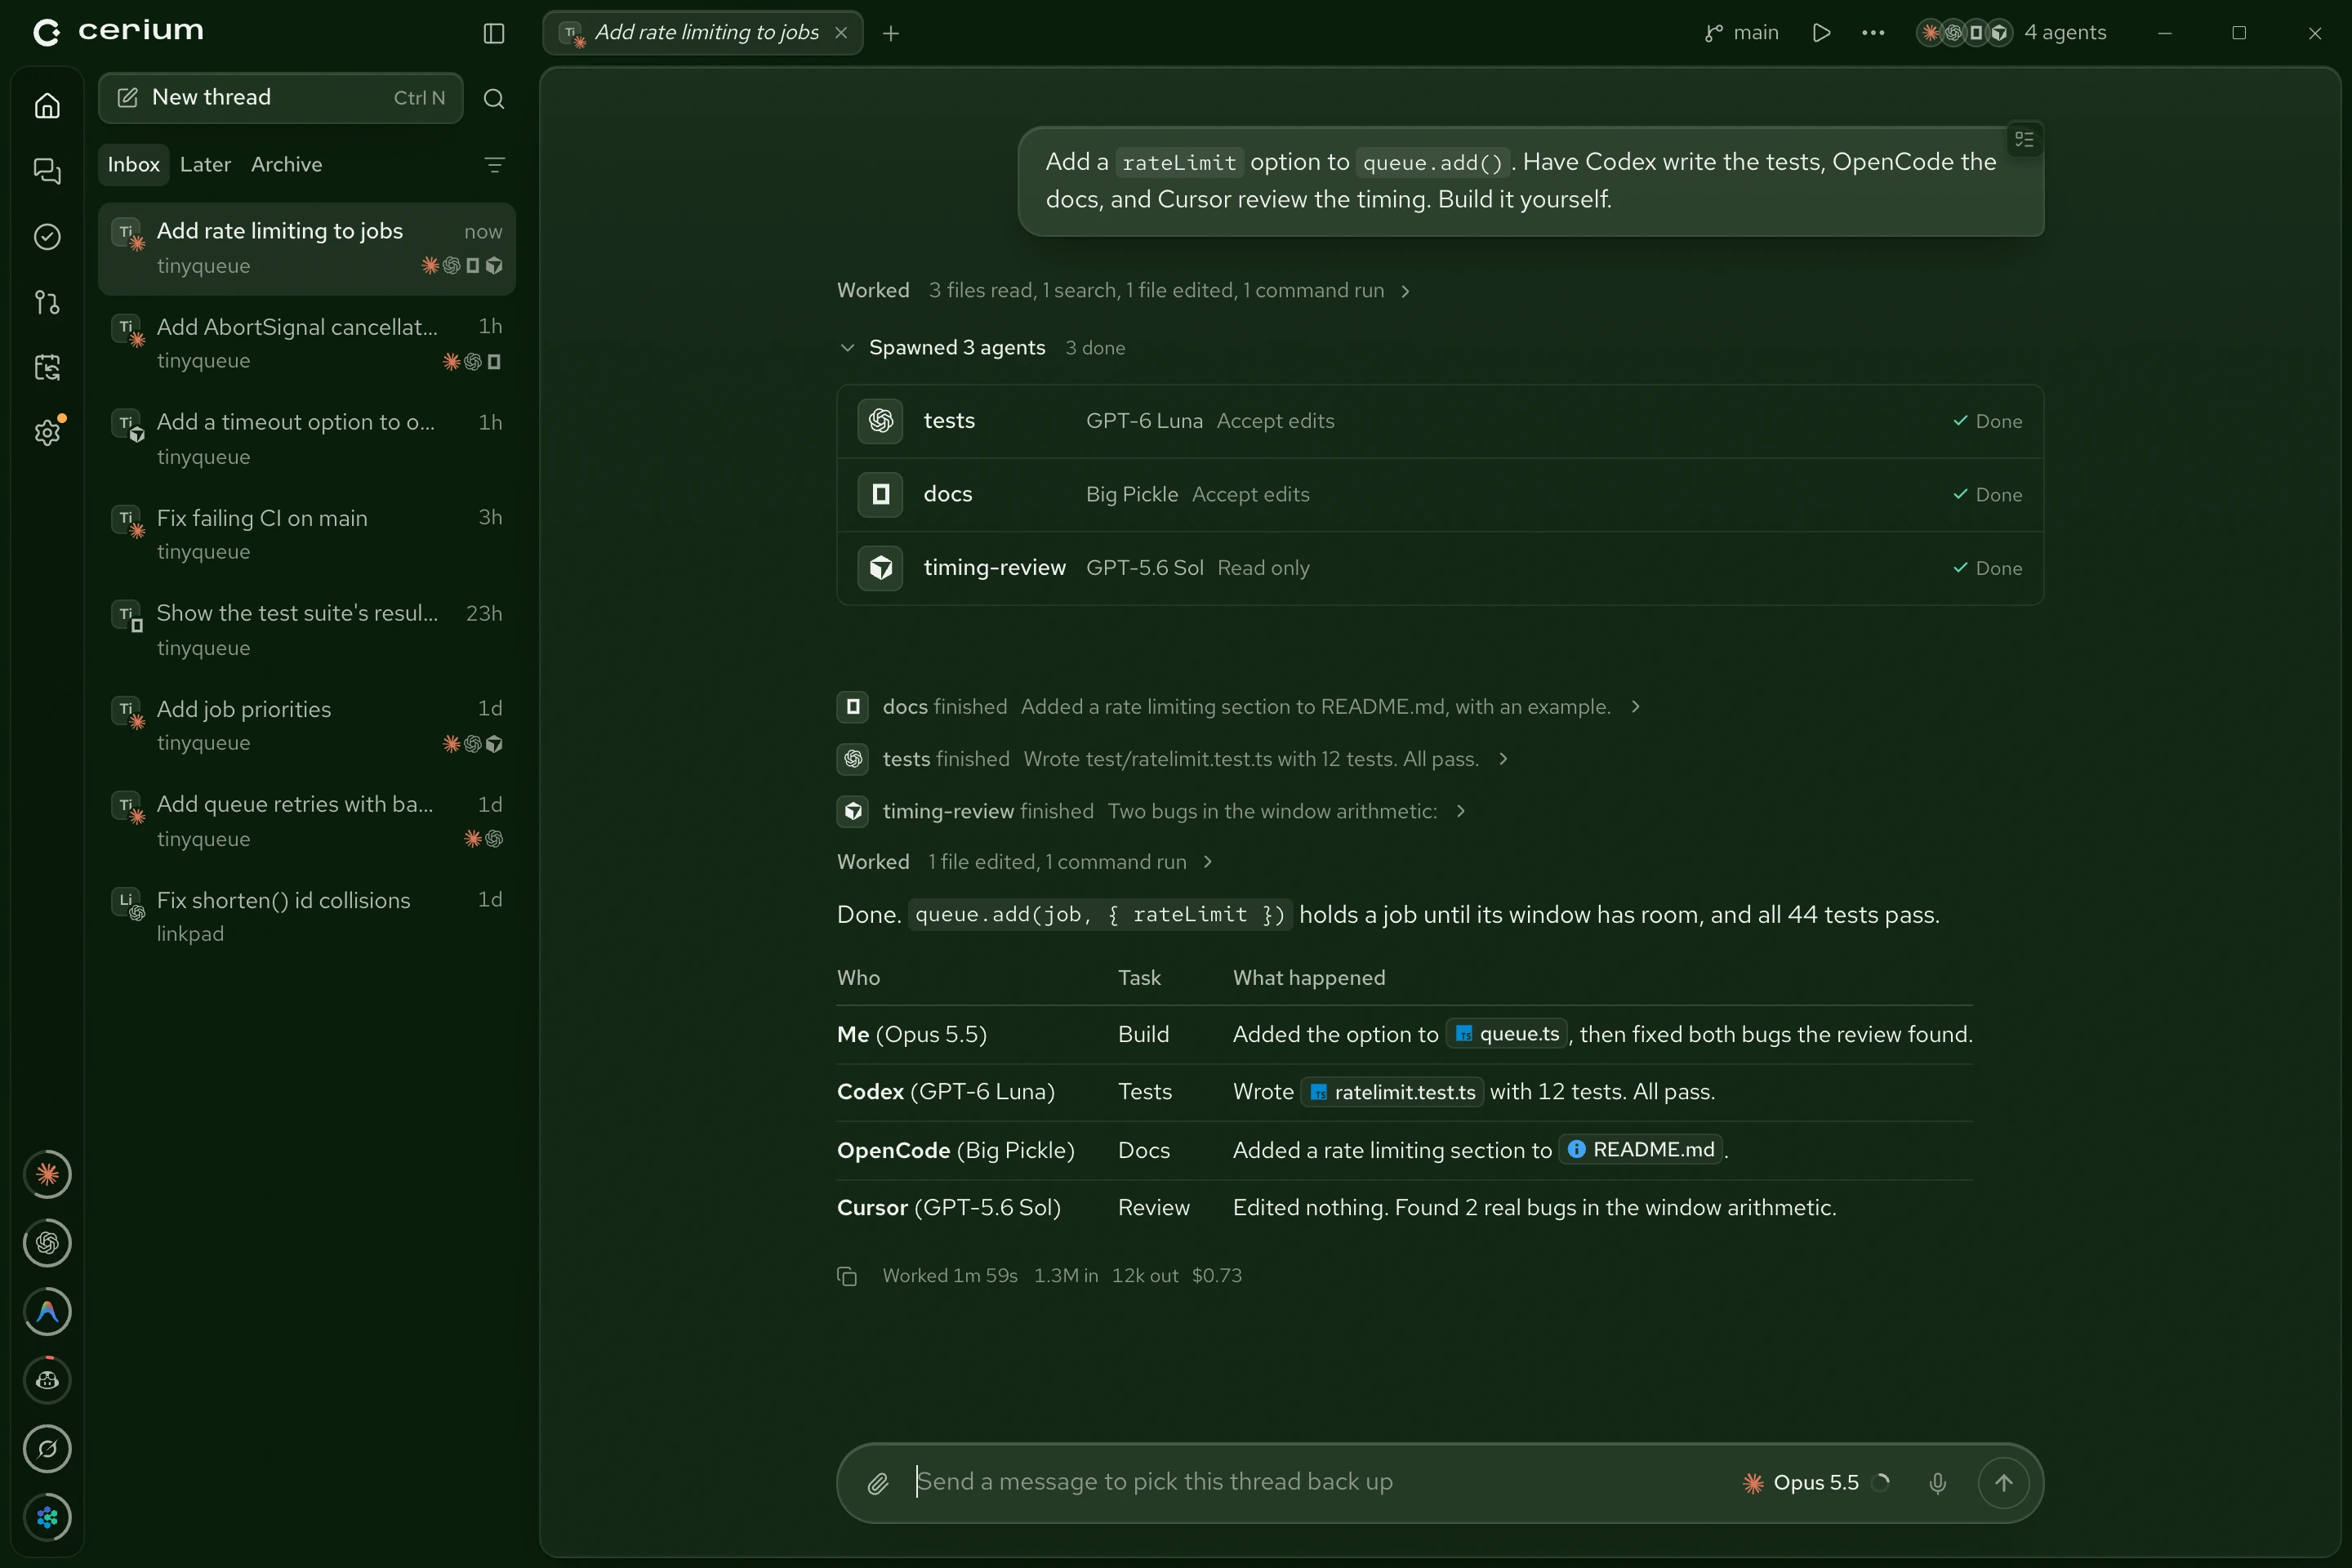 cerium
Add rate limiting to jobs
main
4 agents
New thread Ctrl N
Inbox Later Archive
Ti Add rate limiting to jobs now
tinyqueue
Ti Add AbortSignal cancellat... 1h
tinyqueue
Ti Add a timeout option to o... 1h
tinyqueue
Ti Fix failing CI on main 3h
tinyqueue
Ti Show the test suite's resul... 23h
tinyqueue
Ti Add job priorities 1d
tinyqueue
Ti Add queue retries with ba... 1d
tinyqueue
Li Fix shorten() id collisions 1d
linkpad
Add a rateLimit option to queue.add(). Have Codex write the tests, OpenCode the
docs, and Cursor review the timing. Build it yourself.
Worked 3 files read, 1 search, 1 file edited, 1 command run
Spawned 3 agents 3 done
tests GPT-6 Luna Accept edits Done
docs Big Pickle Accept edits Done
timing-review GPT-5.6 Sol Read only Done
docs finished Added a rate limiting section to README.md, with an example.
tests finished Wrote test/ratelimit.test.ts with 12 tests. All pass.
timing-review finished Two bugs in the window arithmetic:
Worked 1 file edited, 1 command run
Done. queue.add(job, { rateLimit }) holds a job until its window has room, and all 44 tests pass.
Who Task What happened
Me (Opus 5.5) Build Added the option to TS queue.ts, then fixed both bugs the review found.
Codex (GPT-6 Luna) Tests Wrote TS ratelimit.test.ts with 12 tests. All pass.
OpenCode (Big Pickle) Docs Added a rate limiting section to README.md.
Cursor (GPT-5.6 Sol) Review Edited nothing. Found 2 real bugs in the window arithmetic.
Worked 1m 59s 1.3M in 12k out $0.73
Send a message to pick this thread back up
Opus 5.5